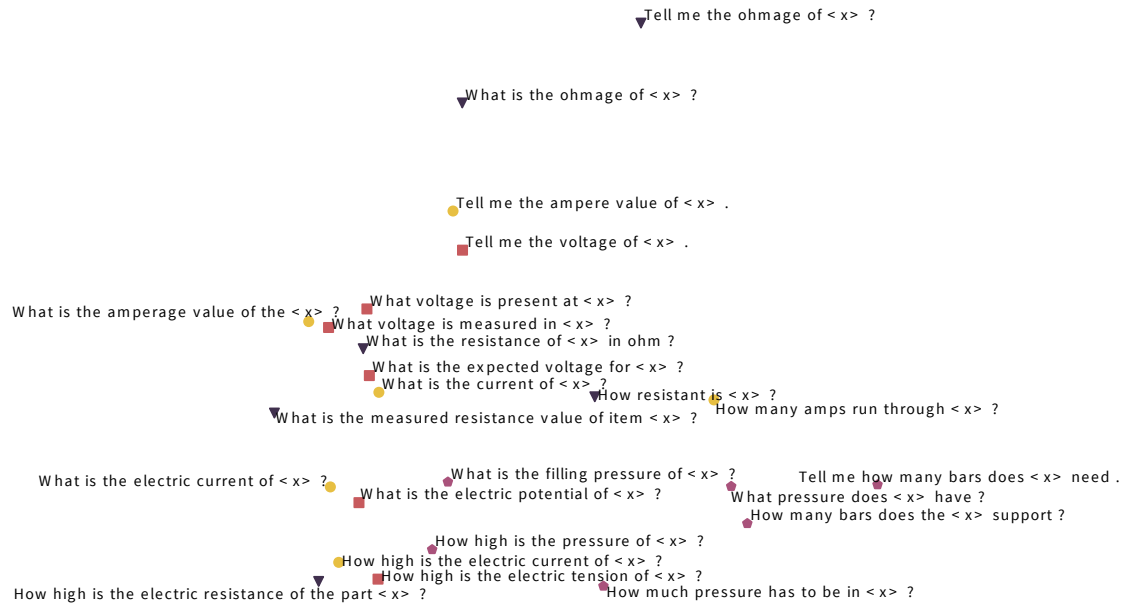 Tell me the ohmage of <x> ?
What is the ohmage of <x> ?
Tell me the ampere value of <x> .
Tell me the voltage of <x> .
What voltage is present at <x> ?
What is the amperage value of the <x> ?
What voltage is measured in <x> ?
What is the resistance of <x> in ohm ?
What is the expected voltage for <x> ?
What is the current of <x> ?
How resistant is <x> ?
How many amps run through <x> ?
What is the measured resistance value of item <x> ?
What is the filling pressure of <x> ?
Tell me how many bars does <x> need .
What is the electric current of <x> ?
What is the electric potential of <x> ?
What pressure does <x> have ?
How many bars does the <x> support ?
How high is the pressure of <x> ?
How high is the electric current of <x> ?
How high is the electric tension of <x> ?
How high is the electric resistance of the part <x> ?
How much pressure has to be in <x> ?